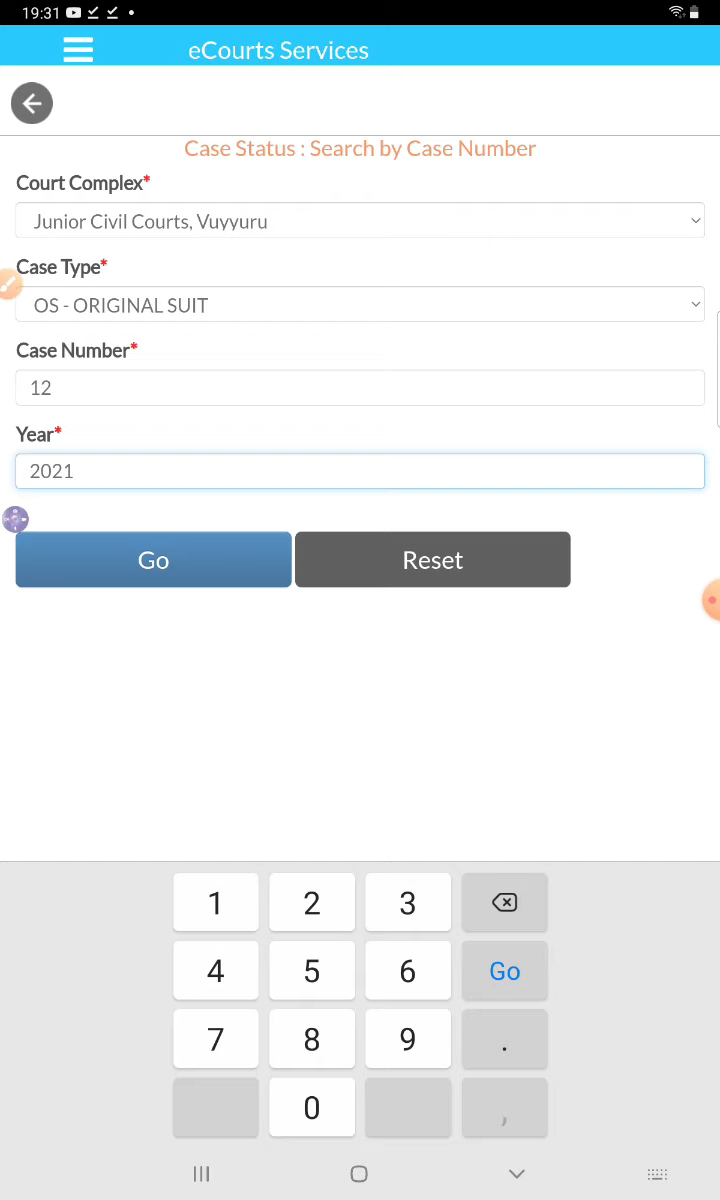 19:31
eCourts Services
Case Status : Search by Case Number
Court Complex*
Junior Civil Courts, Vuyyuru
Case Type*
OS - ORIGINAL SUIT
Case Number*
12
Year*
2021
Go Reset
1 2 3
4 5 6 Go
7 8 9 .
0 ,